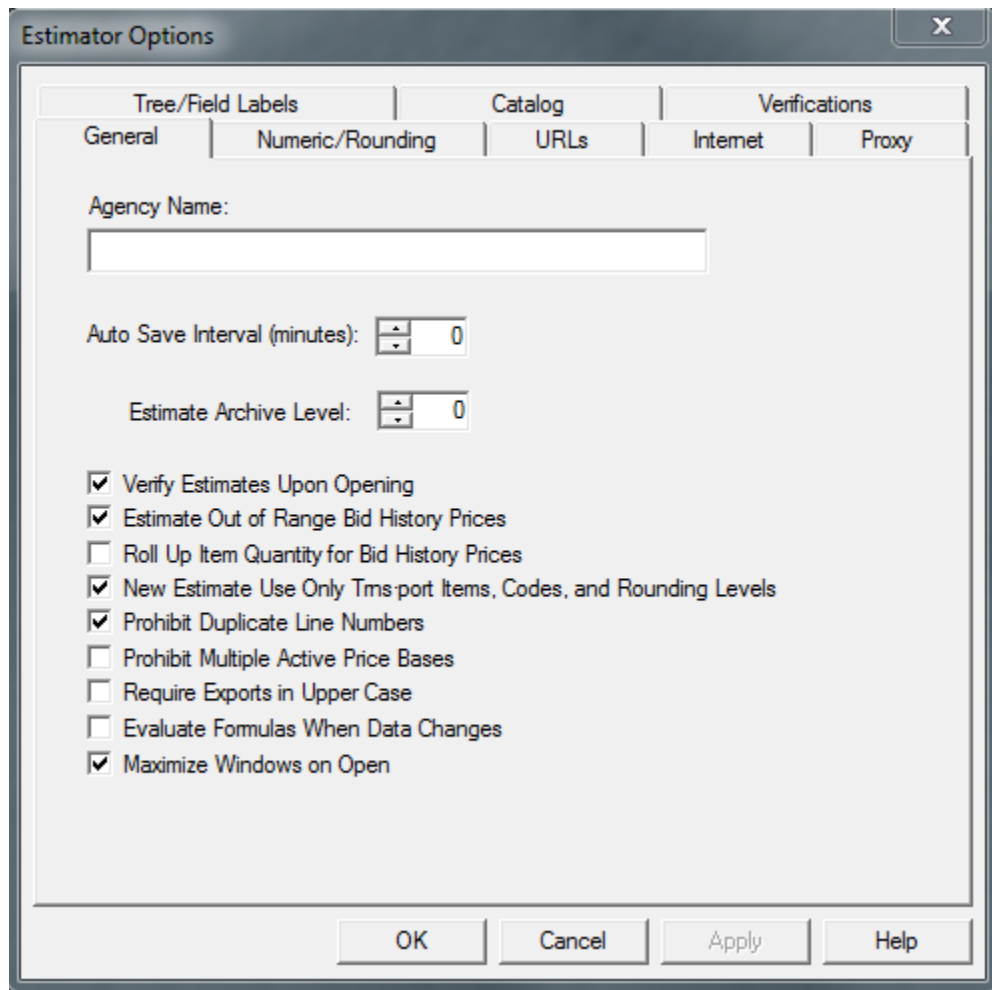 Estimator Options
X
Tree/Field Labels Catalog Verifications
General Numeric/Rounding URLs Internet Proxy
Agency Name:
Auto Save Interval (minutes): 0
Estimate Archive Level: 0
Verify Estimates Upon Opening
Estimate Out of Range Bid History Prices
Roll Up Item Quantity for Bid History Prices
New Estimate Use Only Trns·port Items, Codes, and Rounding Levels
Prohibit Duplicate Line Numbers
Prohibit Multiple Active Price Bases
Require Exports in Upper Case
Evaluate Formulas When Data Changes
Maximize Windows on Open
OK Cancel Apply Help